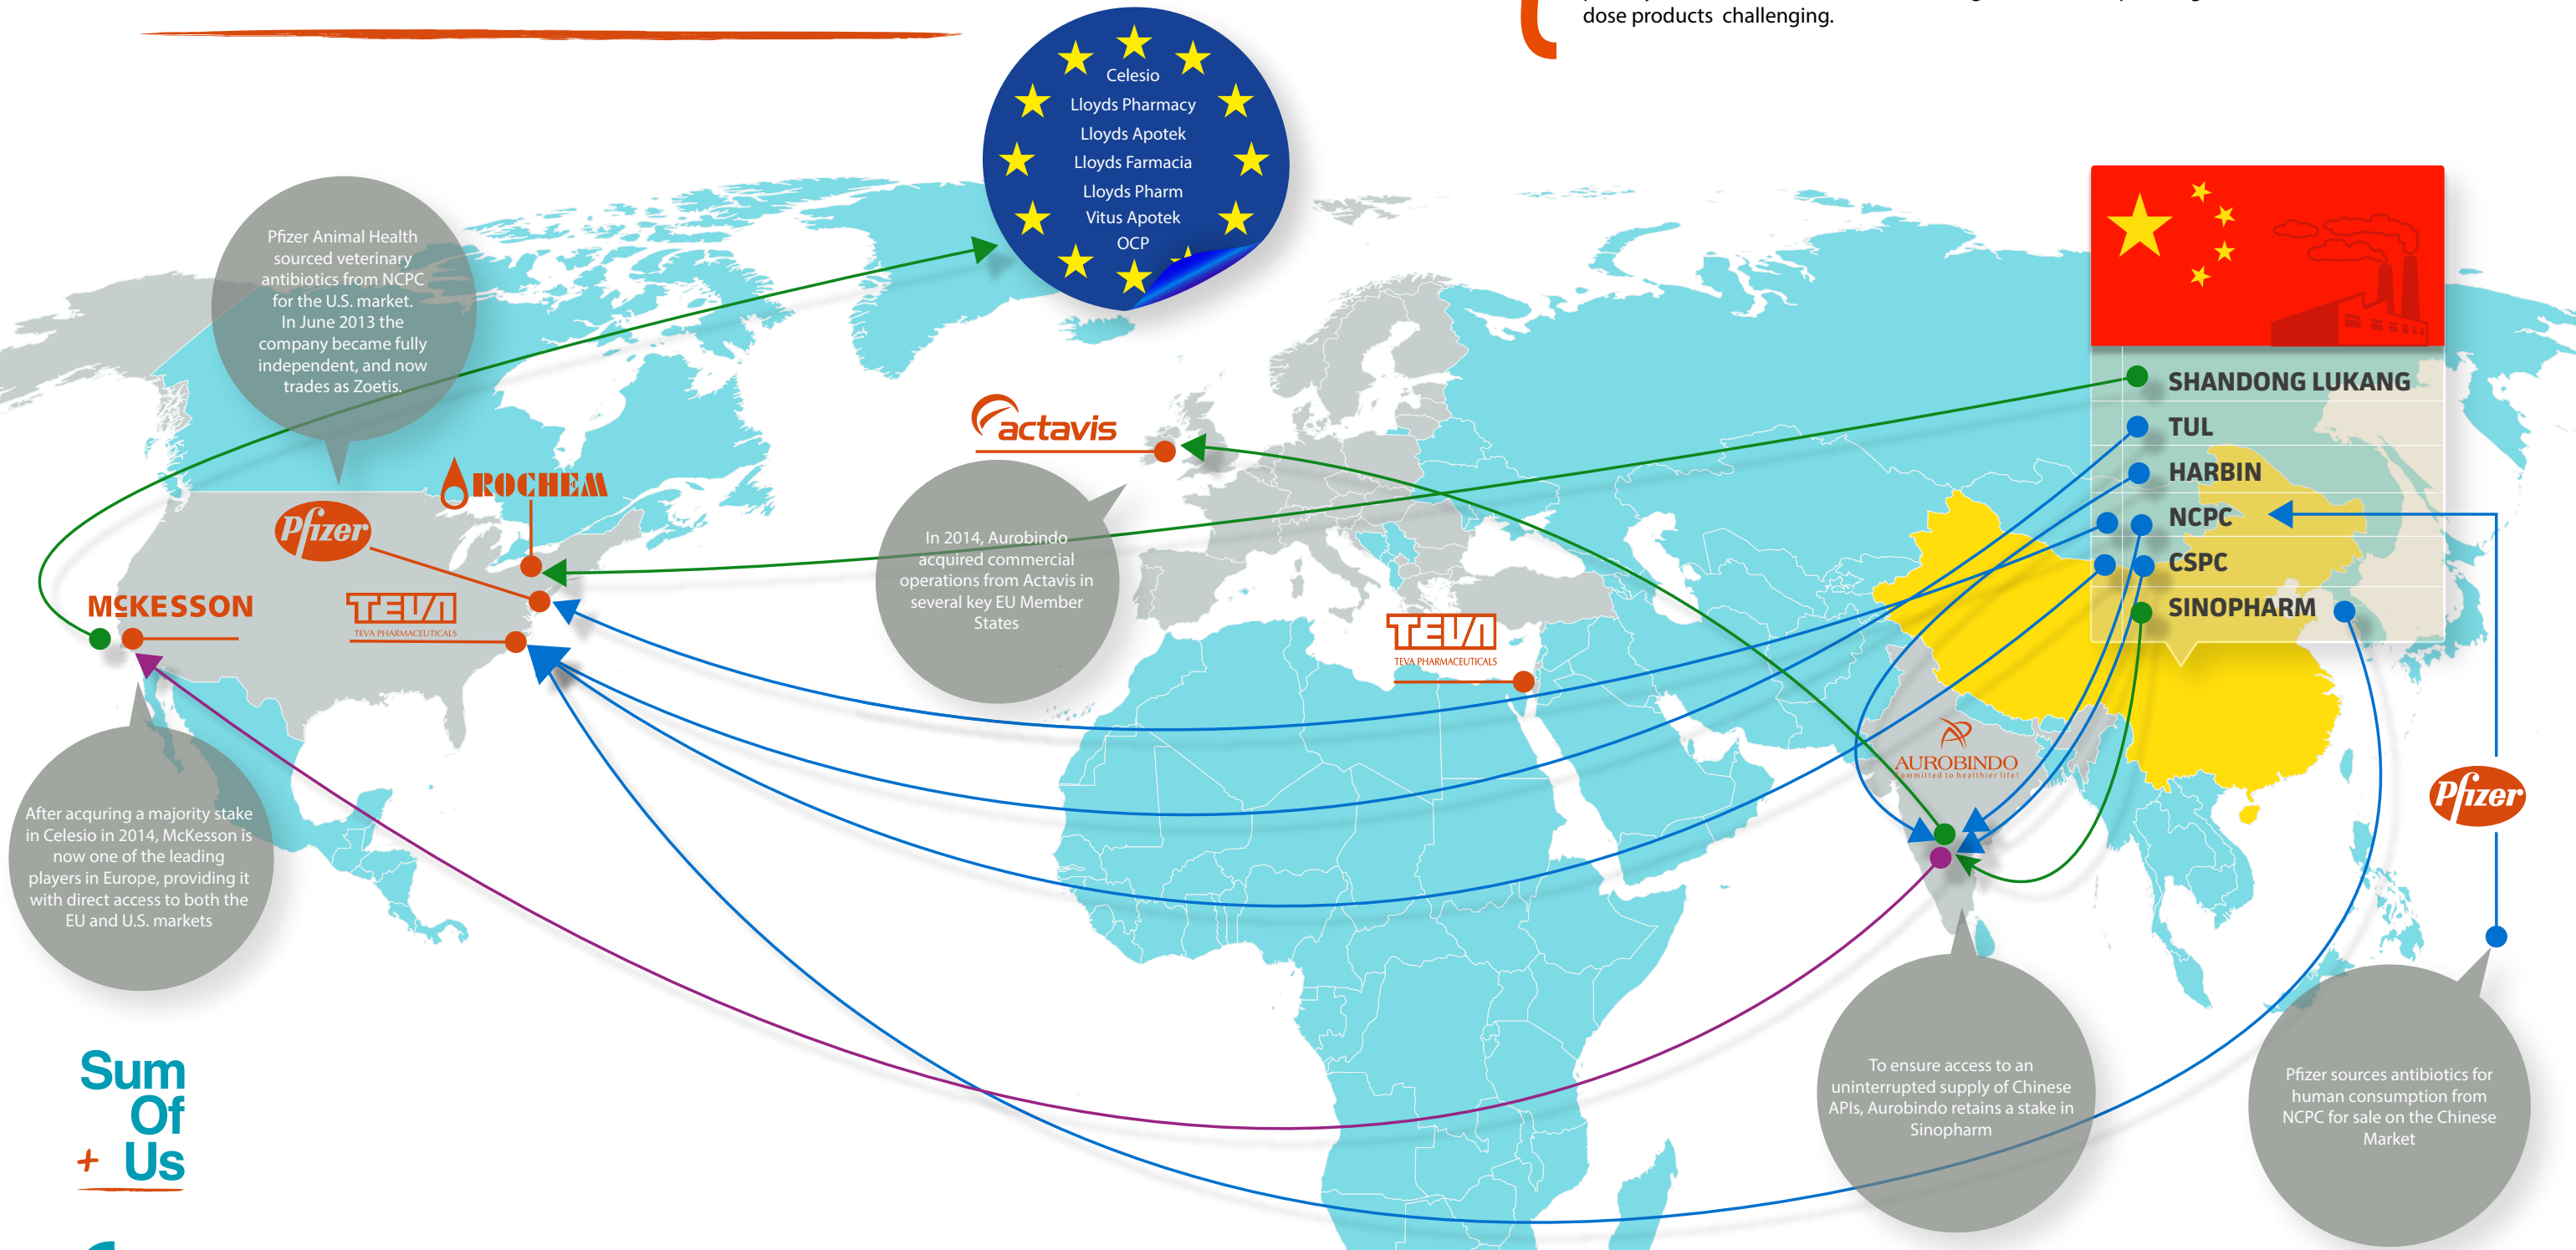 dose products challenging.
Celesio
Lloyds Pharmacy
Lloyds Apotek
Lloyds Farmacia
Lloyds Pharm
Vitus Apotek
OCP
Pfizer Animal Health
sourced veterinary
antibiotics from NCPC
for the U.S. market.
In June 2013 the
company became fully
independent, and now
trades as Zoetis.
SHANDONG LUKANG
TUL
HARBIN
NCPC
CSPC
SINOPHARM
actavis
ROCHEM
Pfizer
In 2014, Aurobindo
acquired commercial
operations from Actavis in
several key EU Member
States
McKESSON
TEVA
TEVA PHARMACEUTICALS
TEVA
TEVA PHARMACEUTICALS
AUROBINDO
Committed to healthier life!
Pfizer
After acquring a majority stake
in Celesio in 2014, McKesson is
now one of the leading
players in Europe, providing it
with direct access to both the
EU and U.S. markets
To ensure access to an
uninterrupted supply of Chinese
APIs, Aurobindo retains a stake in
Sinopharm
Pfizer sources antibiotics for
human consumption from
NCPC for sale on the Chinese
Market
Sum
Of
+ Us